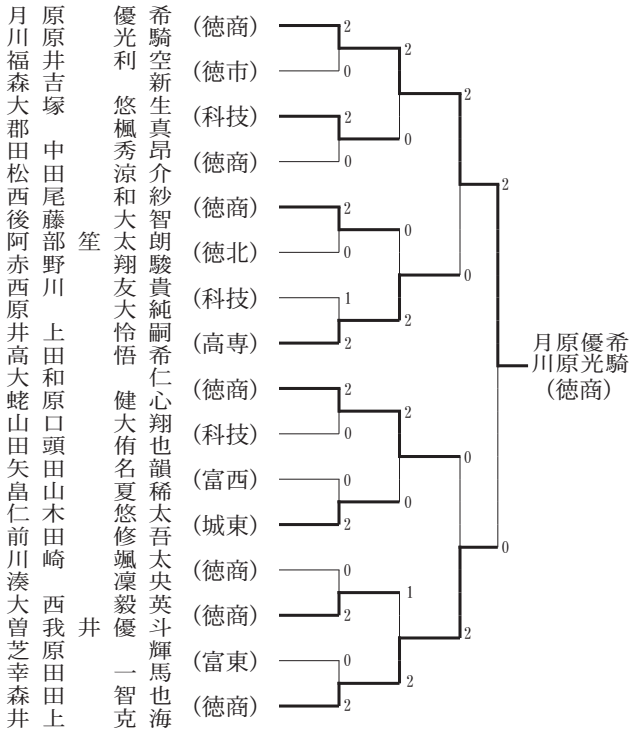 月原 優希
川原 光騎 (徳商) 2
福井 利空
森吉 新 (徳市) 0
大塚 悠生
郡 楓真 (科技) 2
田中 秀昂
松田 涼介 (徳商) 0
西尾 和紗
後藤 大智 (徳商) 2
阿部 笙太朗
赤野 翔駿 (徳北) 0
西川 友貴
原 大純 (科技) 1
井上 怜嗣
高田 悟希 (高専) 2
大和 仁
蛯原 健心 (徳商) 2
山口 大翔
田頭 侑也 (科技) 0
矢田 名韻
畠山 夏稀 (富西) 0
仁木 悠太
前田 修吾 (城東) 2
川崎 颯太
湊 凜央 (徳商) 0
大西 毅英
曽我井 優斗 (徳商) 2
芝原 輝
幸田 一馬 (富東) 0
森田 智也
井上 克海 (徳商) 2
2
0
0
2
2
0
1
2
2
0
0
2
2
0
月原優希
川原光騎
(徳商)